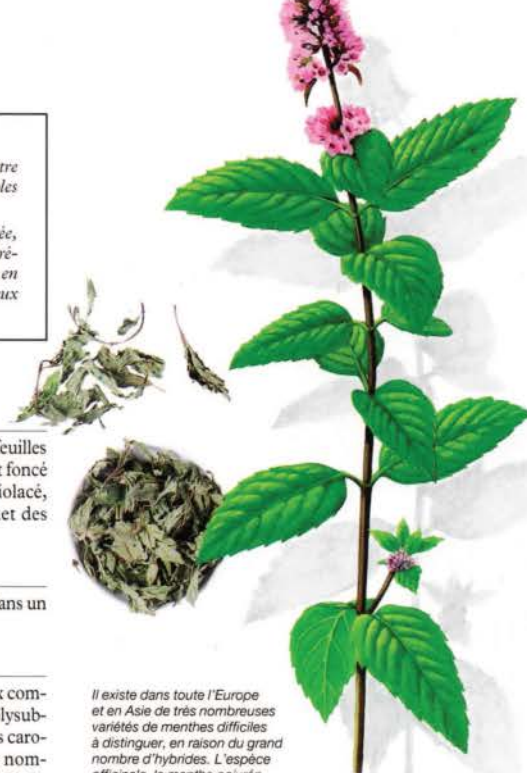 tre
les
ée,
ré-
en
ux
feuilles
t foncé
iolacé,
et des
ans un
x com-
lysub-
s caro-
nom-
Il existe dans toute l'Europe
et en Asie de très nombreuses
variétés de menthes difficiles
à distinguer, en raison du grand
nombre d'hybrides. L'espèce